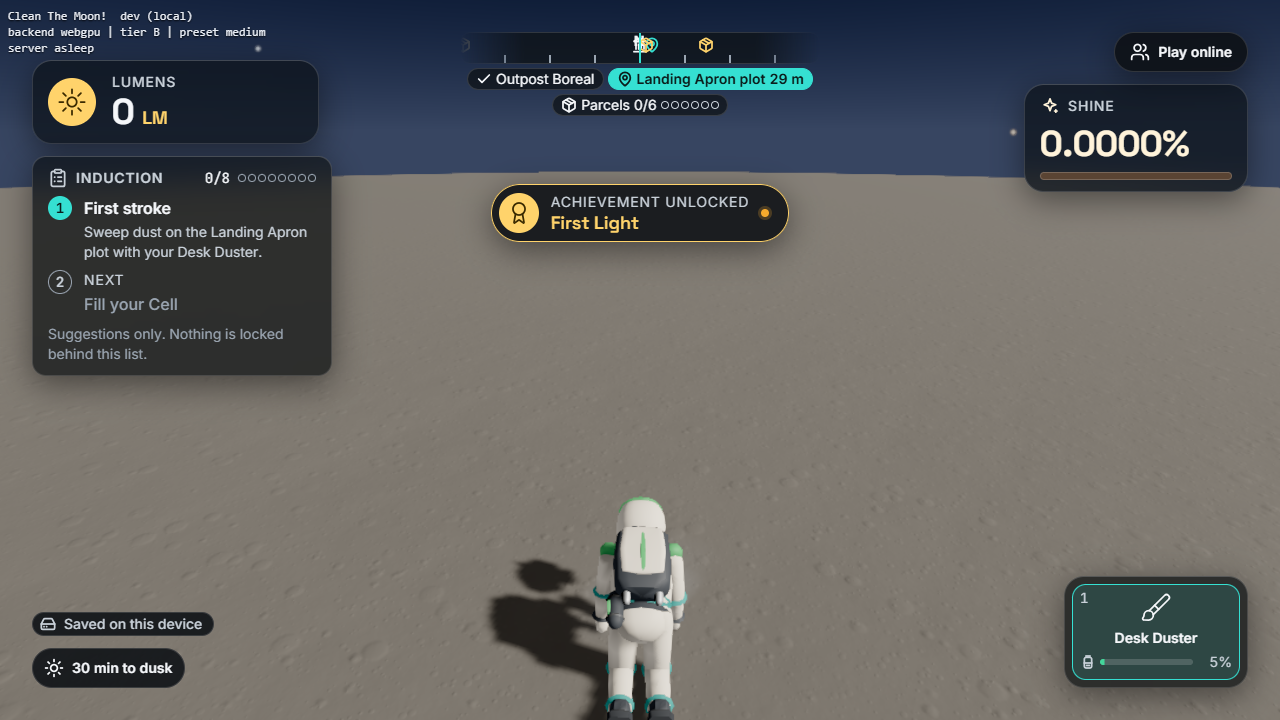 Clean The Moon!  dev (local)
backend webgpu | tier B | preset medium
server asleep
LUMENS
0 LM
INDUCTION 0/8
1 First stroke
Sweep dust on the Landing Apron
plot with your Desk Duster.
2 NEXT
Fill your Cell
Suggestions only. Nothing is locked
behind this list.
Outpost Boreal
Landing Apron plot 29 m
Parcels 0/6
ACHIEVEMENT UNLOCKED
First Light
Play online
SHINE
0.0000%
Saved on this device
30 min to dusk
1
Desk Duster
5%